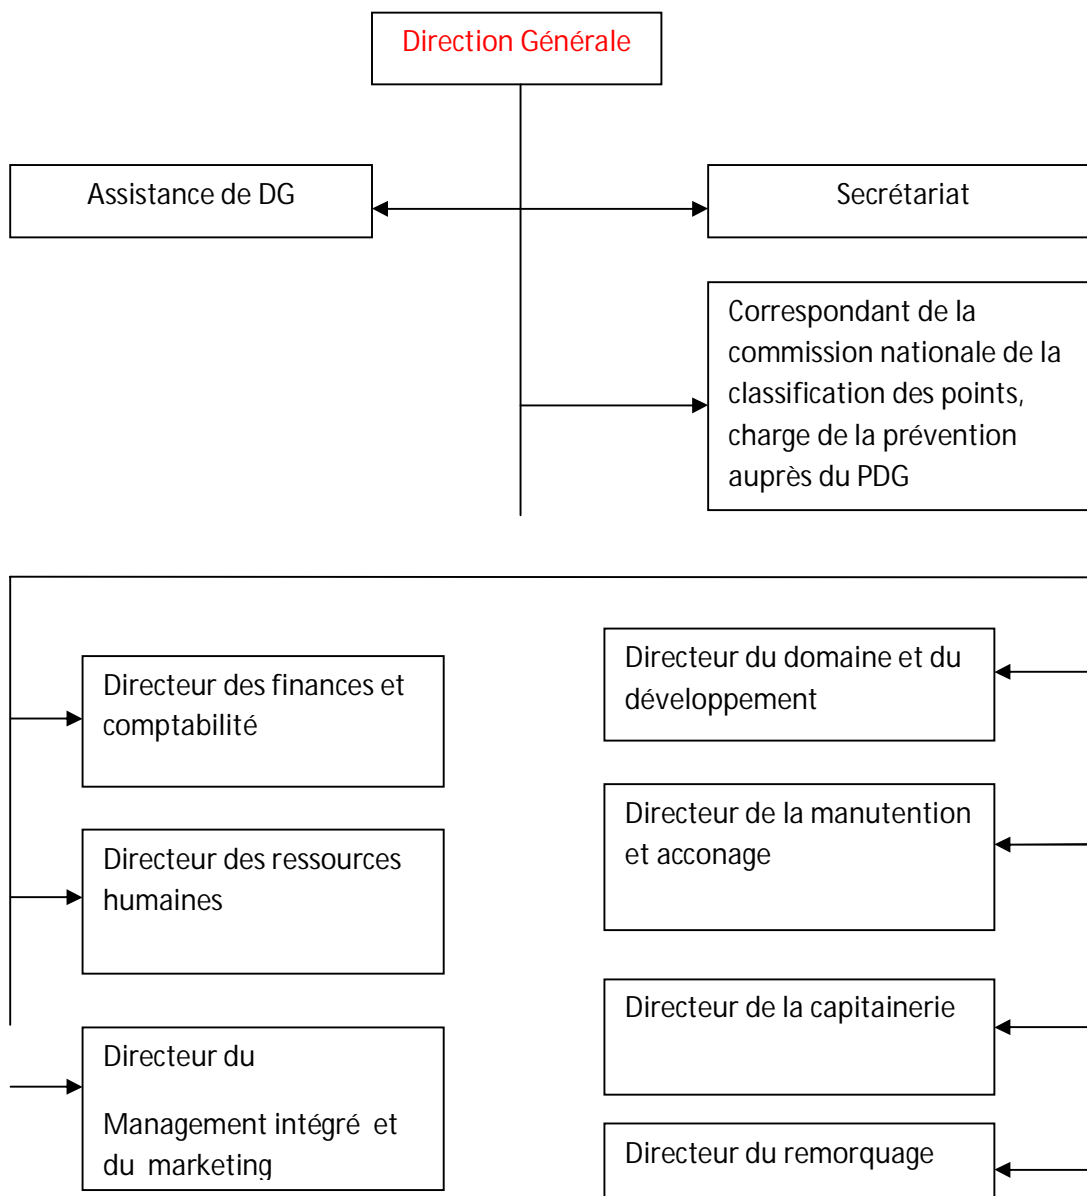 Direction Générale
Assistance de DG
Secrétariat
Correspondant de la
commission nationale de la
classification des points,
charge de la prévention
auprès du PDG
Directeur des finances et
comptabilité
Directeur des ressources
humaines
Directeur du
Management intégré et
du marketing
Directeur du domaine et du
développement
Directeur de la manutention
et acconage
Directeur de la capitainerie
Directeur du remorquage